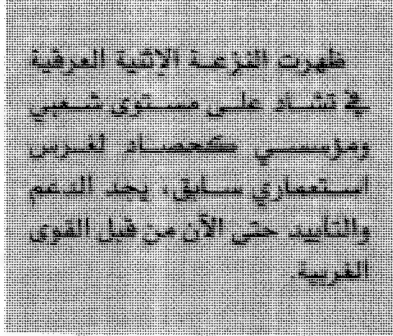 ظهرت النزعة الإثنية العرقية
في تشاد على مستوى شعبي
ومؤسسي كحصاد لغرس
استعماري سابق، يجد الدعم
والتأييد حتى الآن من قبل القوى
الغربية.